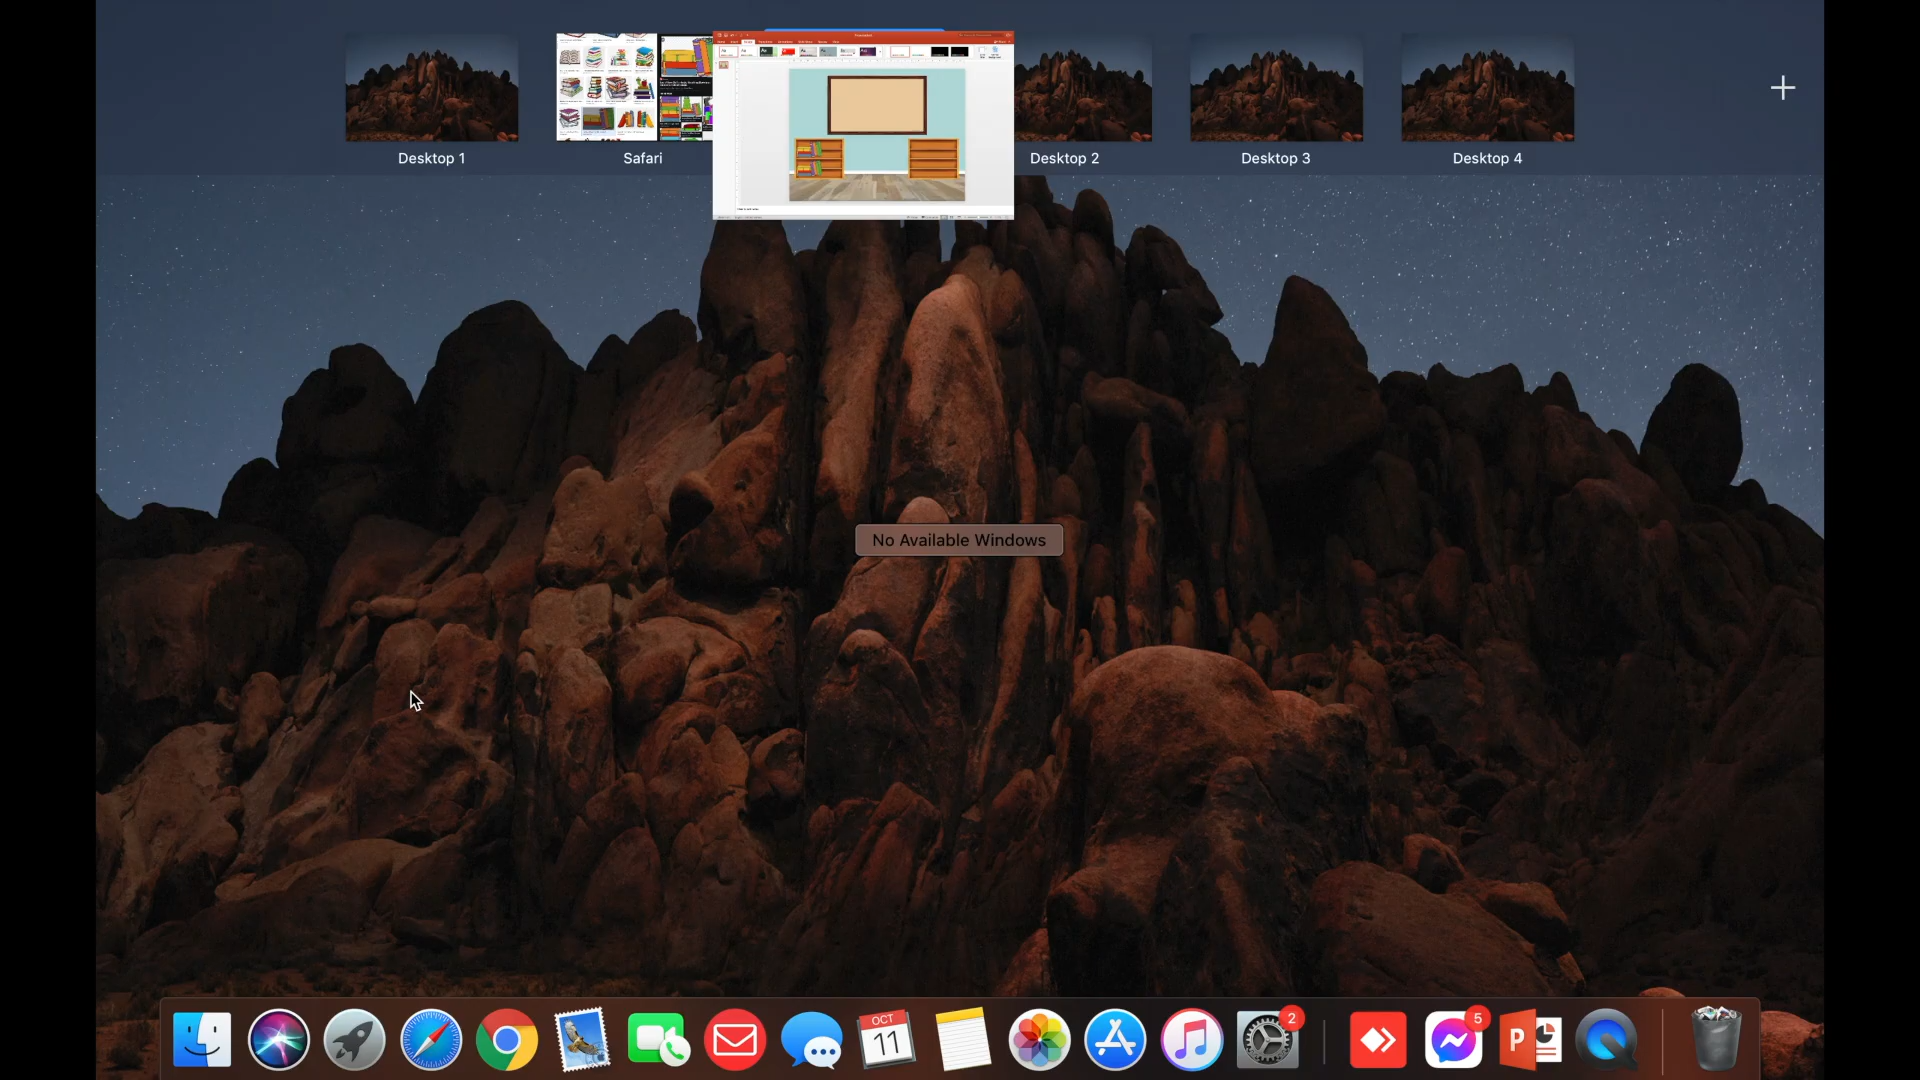 Desktop 1
Safari
Desktop 2
Desktop 3
Desktop 4
No Available Windows
OCT
11
2
5
P